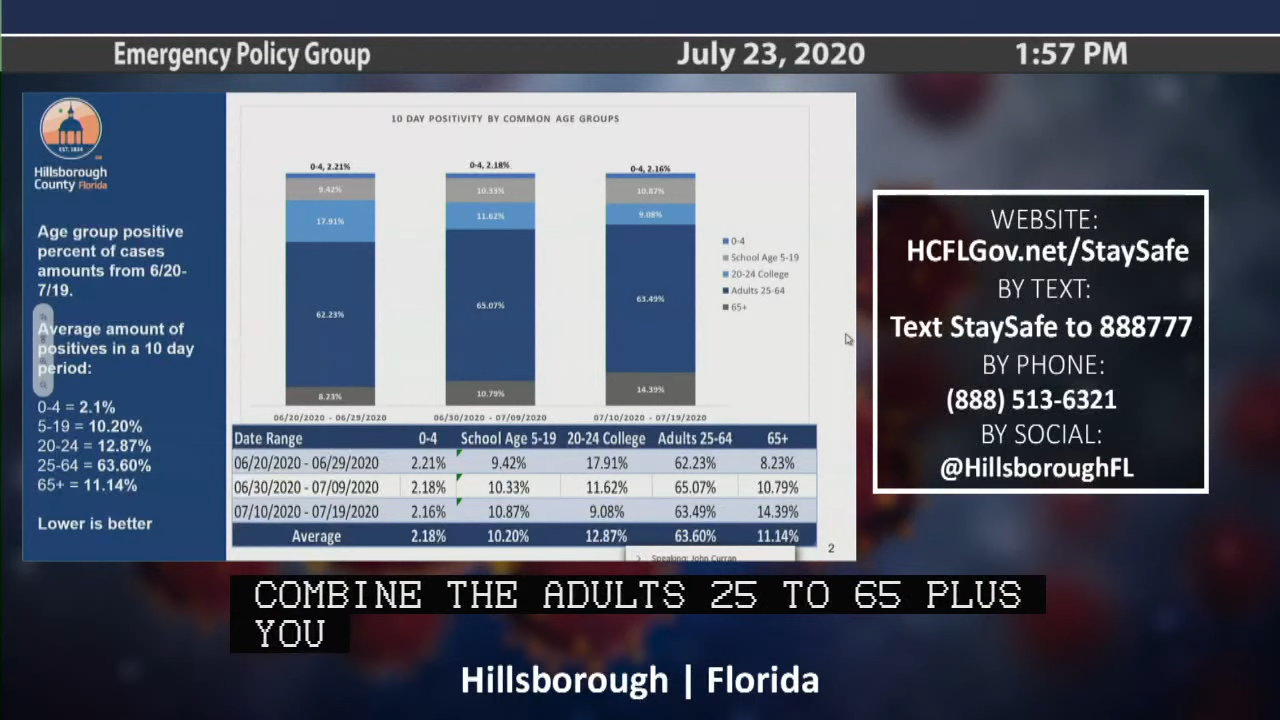 Emergency Policy Group July 23, 2020 1:57 PM
EST. 1834
Hillsborough
County Florida
Age group positive
percent of cases
amounts from 6/20-
7/19.
Average amount of
positives in a 10 day
period:
0-4 = 2.1%
5-19 = 10.20%
20-24 = 12.87%
25-64 = 63.60%
65+ = 11.14%
Lower is better
10 DAY POSITIVITY BY COMMON AGE GROUPS
0-4, 2.21% 0-4, 2.18% 0-4, 2.16%
9.42% 10.33% 10.87%
17.91% 11.62% 9.08%
62.23% 65.07% 63.49%
8.23% 10.79% 14.39%
06/20/2020 - 06/29/2020 06/30/2020 - 07/09/2020 07/10/2020 - 07/19/2020
0-4
School Age 5-19
20-24 College
Adults 25-64
65+
Date Range 0-4 School Age 5-19 20-24 College Adults 25-64 65+
06/20/2020 - 06/29/2020 2.21% 9.42% 17.91% 62.23% 8.23%
06/30/2020 - 07/09/2020 2.18% 10.33% 11.62% 65.07% 10.79%
07/10/2020 - 07/19/2020 2.16% 10.87% 9.08% 63.49% 14.39%
Average 2.18% 10.20% 12.87% 63.60% 11.14%
Speaking: John Curran
2
WEBSITE:
HCFLGov.net/StaySafe
BY TEXT:
Text StaySafe to 888777
BY PHONE:
(888) 513-6321
BY SOCIAL:
@HillsboroughFL
COMBINE THE ADULTS 25 TO 65 PLUS
YOU
Hillsborough | Florida